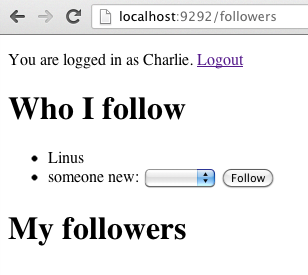 localhost:9292/followers
You are logged in as Charlie. Logout
Who I follow
• Linus
• someone new: Follow
My followers